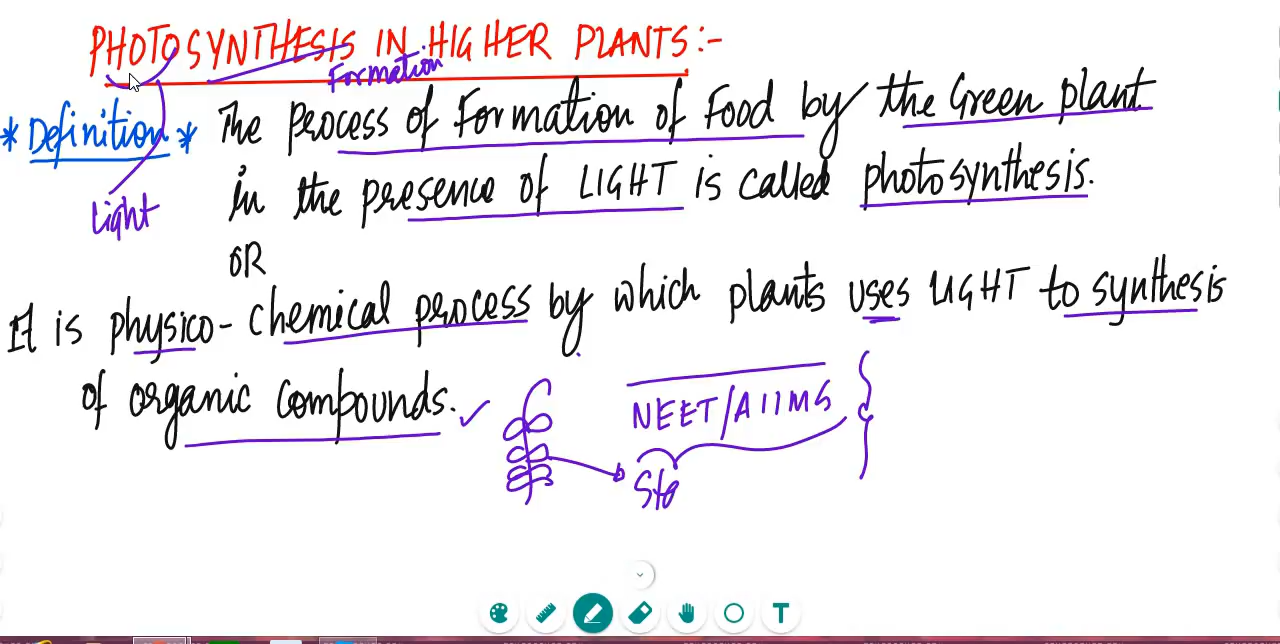 PHOTOSYNTHESIS IN HIGHER PLANTS:-
Formation
*Definition* The process of Formation of Food by the Green plant
in the presence of LIGHT is called photosynthesis.
Light
OR
It is physico-chemical process by which plants uses LIGHT to synthesis
of organic compounds.
NEET/AIIMS
Sto
T